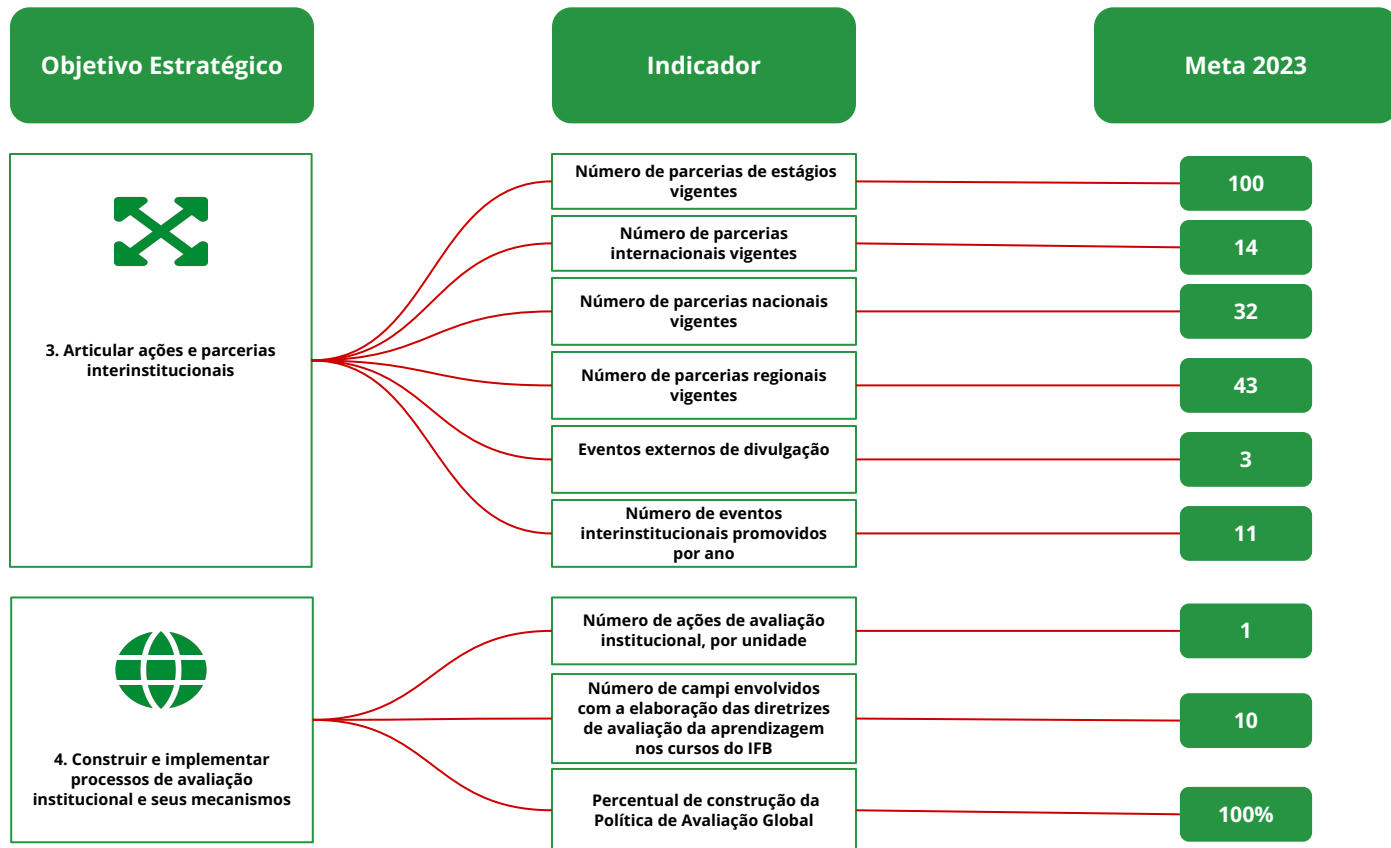 Objetivo Estratégico
Indicador
Meta 2023
3. Articular ações e parcerias
interinstitucionais
Número de parcerias de estágios
vigentes
100
Número de parcerias
internacionais vigentes
14
Número de parcerias nacionais
vigentes
32
Número de parcerias regionais
vigentes
43
Eventos externos de divulgação
3
Número de eventos
interinstitucionais promovidos
por ano
11
4. Construir e implementar
processos de avaliação
institucional e seus mecanismos
Número de ações de avaliação
institucional, por unidade
1
Número de campi envolvidos
com a elaboração das diretrizes
de avaliação da aprendizagem
nos cursos do IFB
10
Percentual de construção da
Política de Avaliação Global
100%